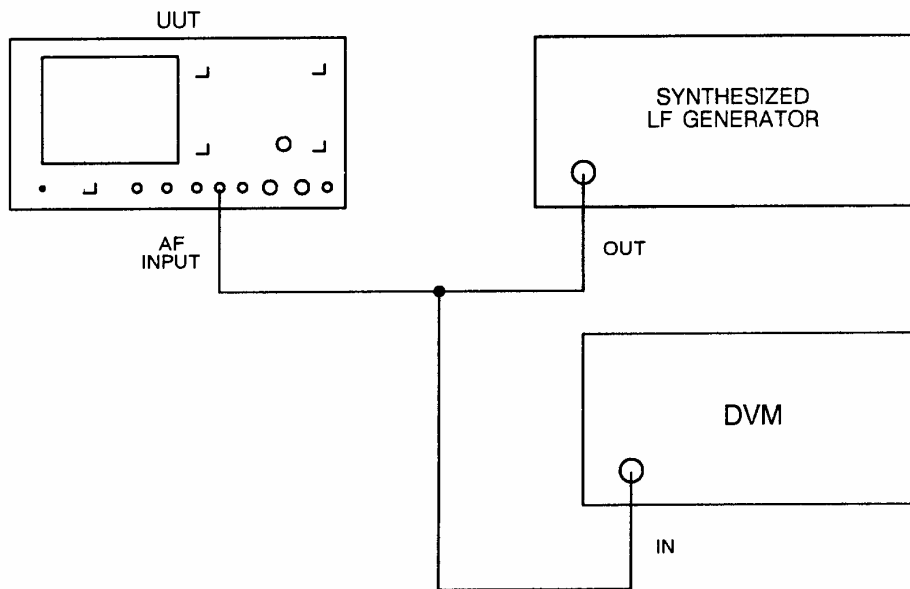 UUT
SYNTHESIZED
LF GENERATOR
AF
INPUT
OUT
DVM
IN